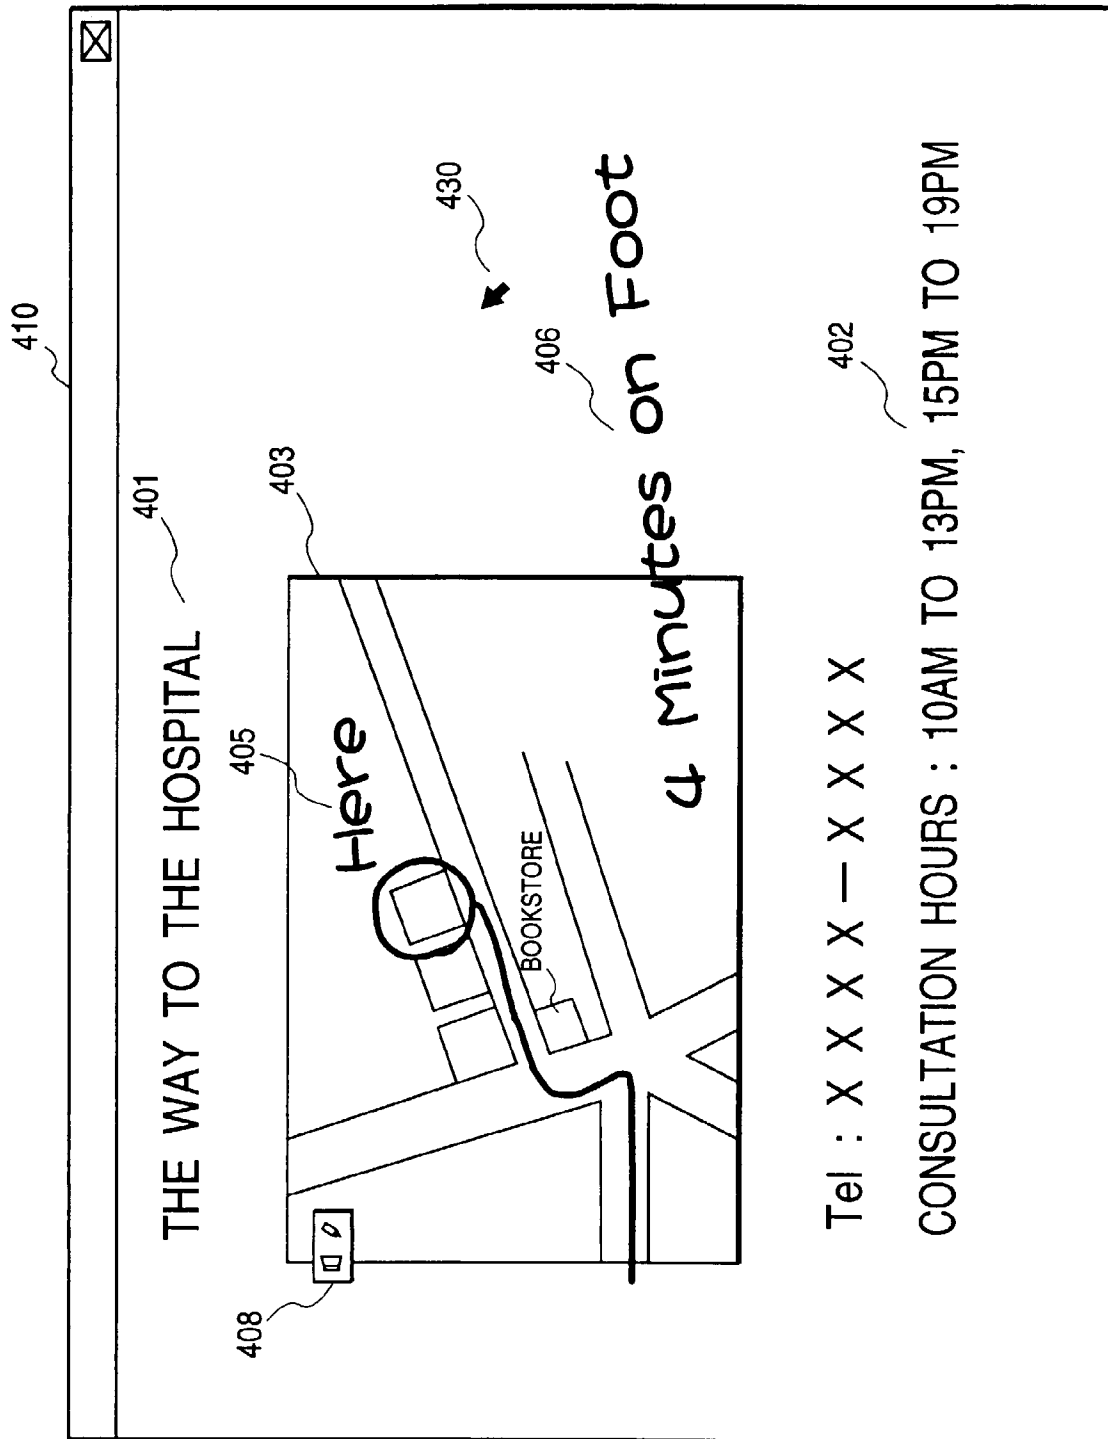 410
THE WAY TO THE HOSPITAL 401
408
405
403
Here
430
BOOKSTORE
406
4 Minutes on Foot
Tel : X X X X X — X X X X X
402
CONSULTATION HOURS : 10AM TO 13PM, 15PM TO 19PM